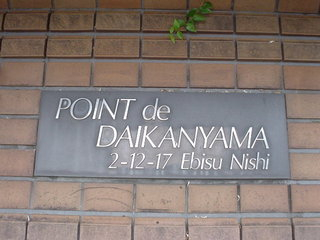 POINT de
DAIKANYAMA
2-12-17 Ebisu Nishi